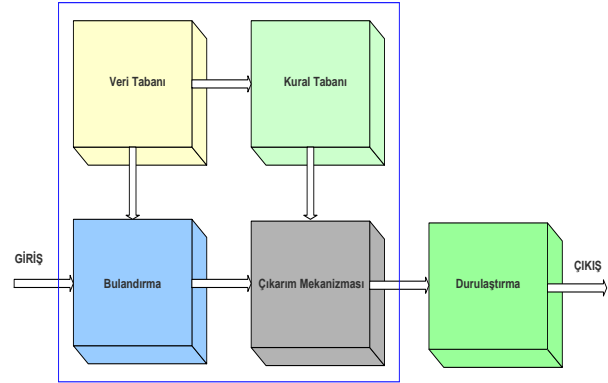 Veri Tabanı
Kural Tabanı
GİRİŞ
Bulandırma
Çıkarım Mekanizması
Durulaştırma
ÇIKIŞ